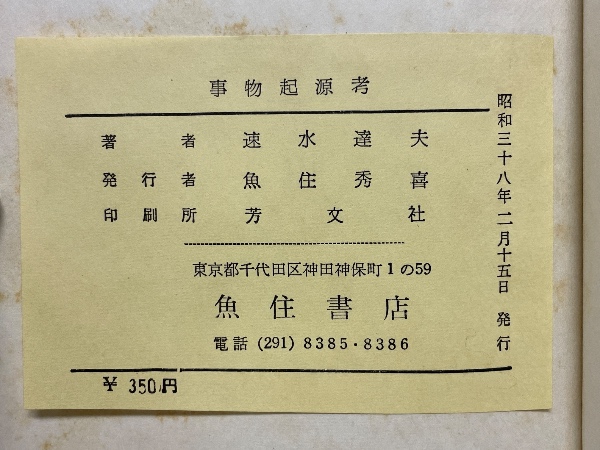 事物起源考
著者 速水達夫
発行者 魚住秀喜
印刷所 芳文社
東京都千代田区神田神保町1の59
魚住書店
電話 (291) 8385・8386
昭和三十八年二月十五日 発行
¥ 350円